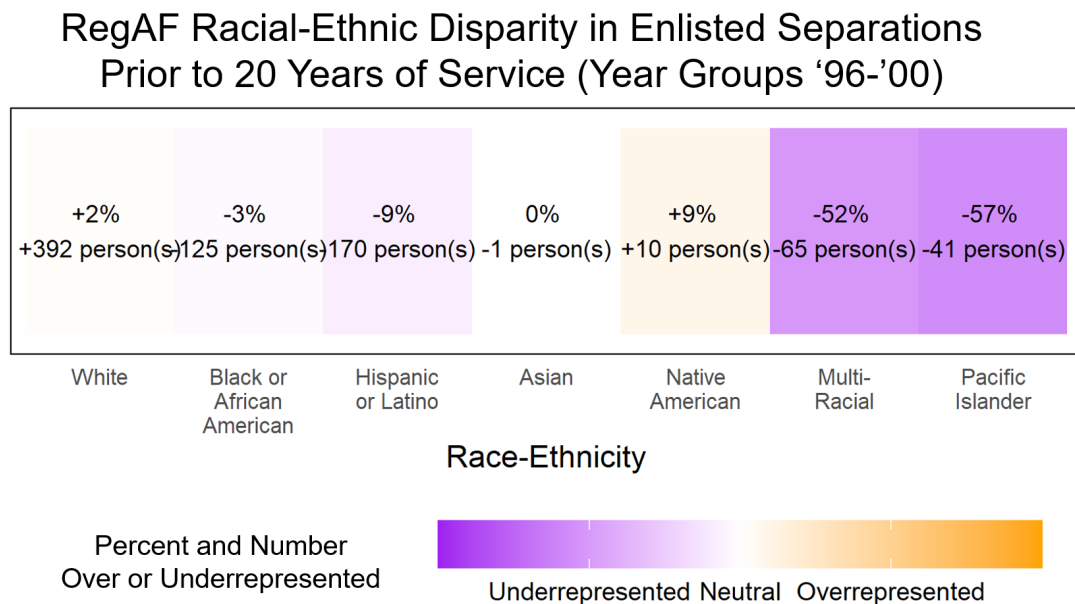 RegAF Racial-Ethnic Disparity in Enlisted Separations
Prior to 20 Years of Service (Year Groups ‘96-’00)
+2% -3% -9% 0% +9% -52% -57%
+392 person(s) -125 person(s) -170 person(s) -1 person(s) +10 person(s) -65 person(s) -41 person(s)
White
Black or
African
American
Hispanic
or Latino
Asian
Native
American
Multi-
Racial
Pacific
Islander
Race-Ethnicity
Percent and Number
Over or Underrepresented
Underrepresented Neutral Overrepresented